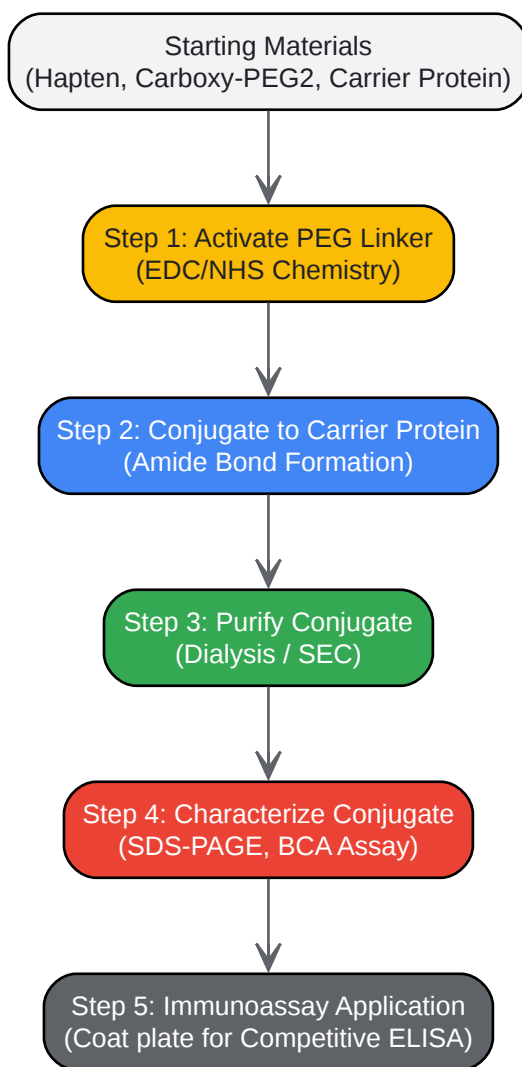 Starting Materials
(Hapten, Carboxy-PEG2, Carrier Protein)
Step 1: Activate PEG Linker
(EDC/NHS Chemistry)
Step 2: Conjugate to Carrier Protein
(Amide Bond Formation)
Step 3: Purify Conjugate
(Dialysis / SEC)
Step 4: Characterize Conjugate
(SDS-PAGE, BCA Assay)
Step 5: Immunoassay Application
(Coat plate for Competitive ELISA)